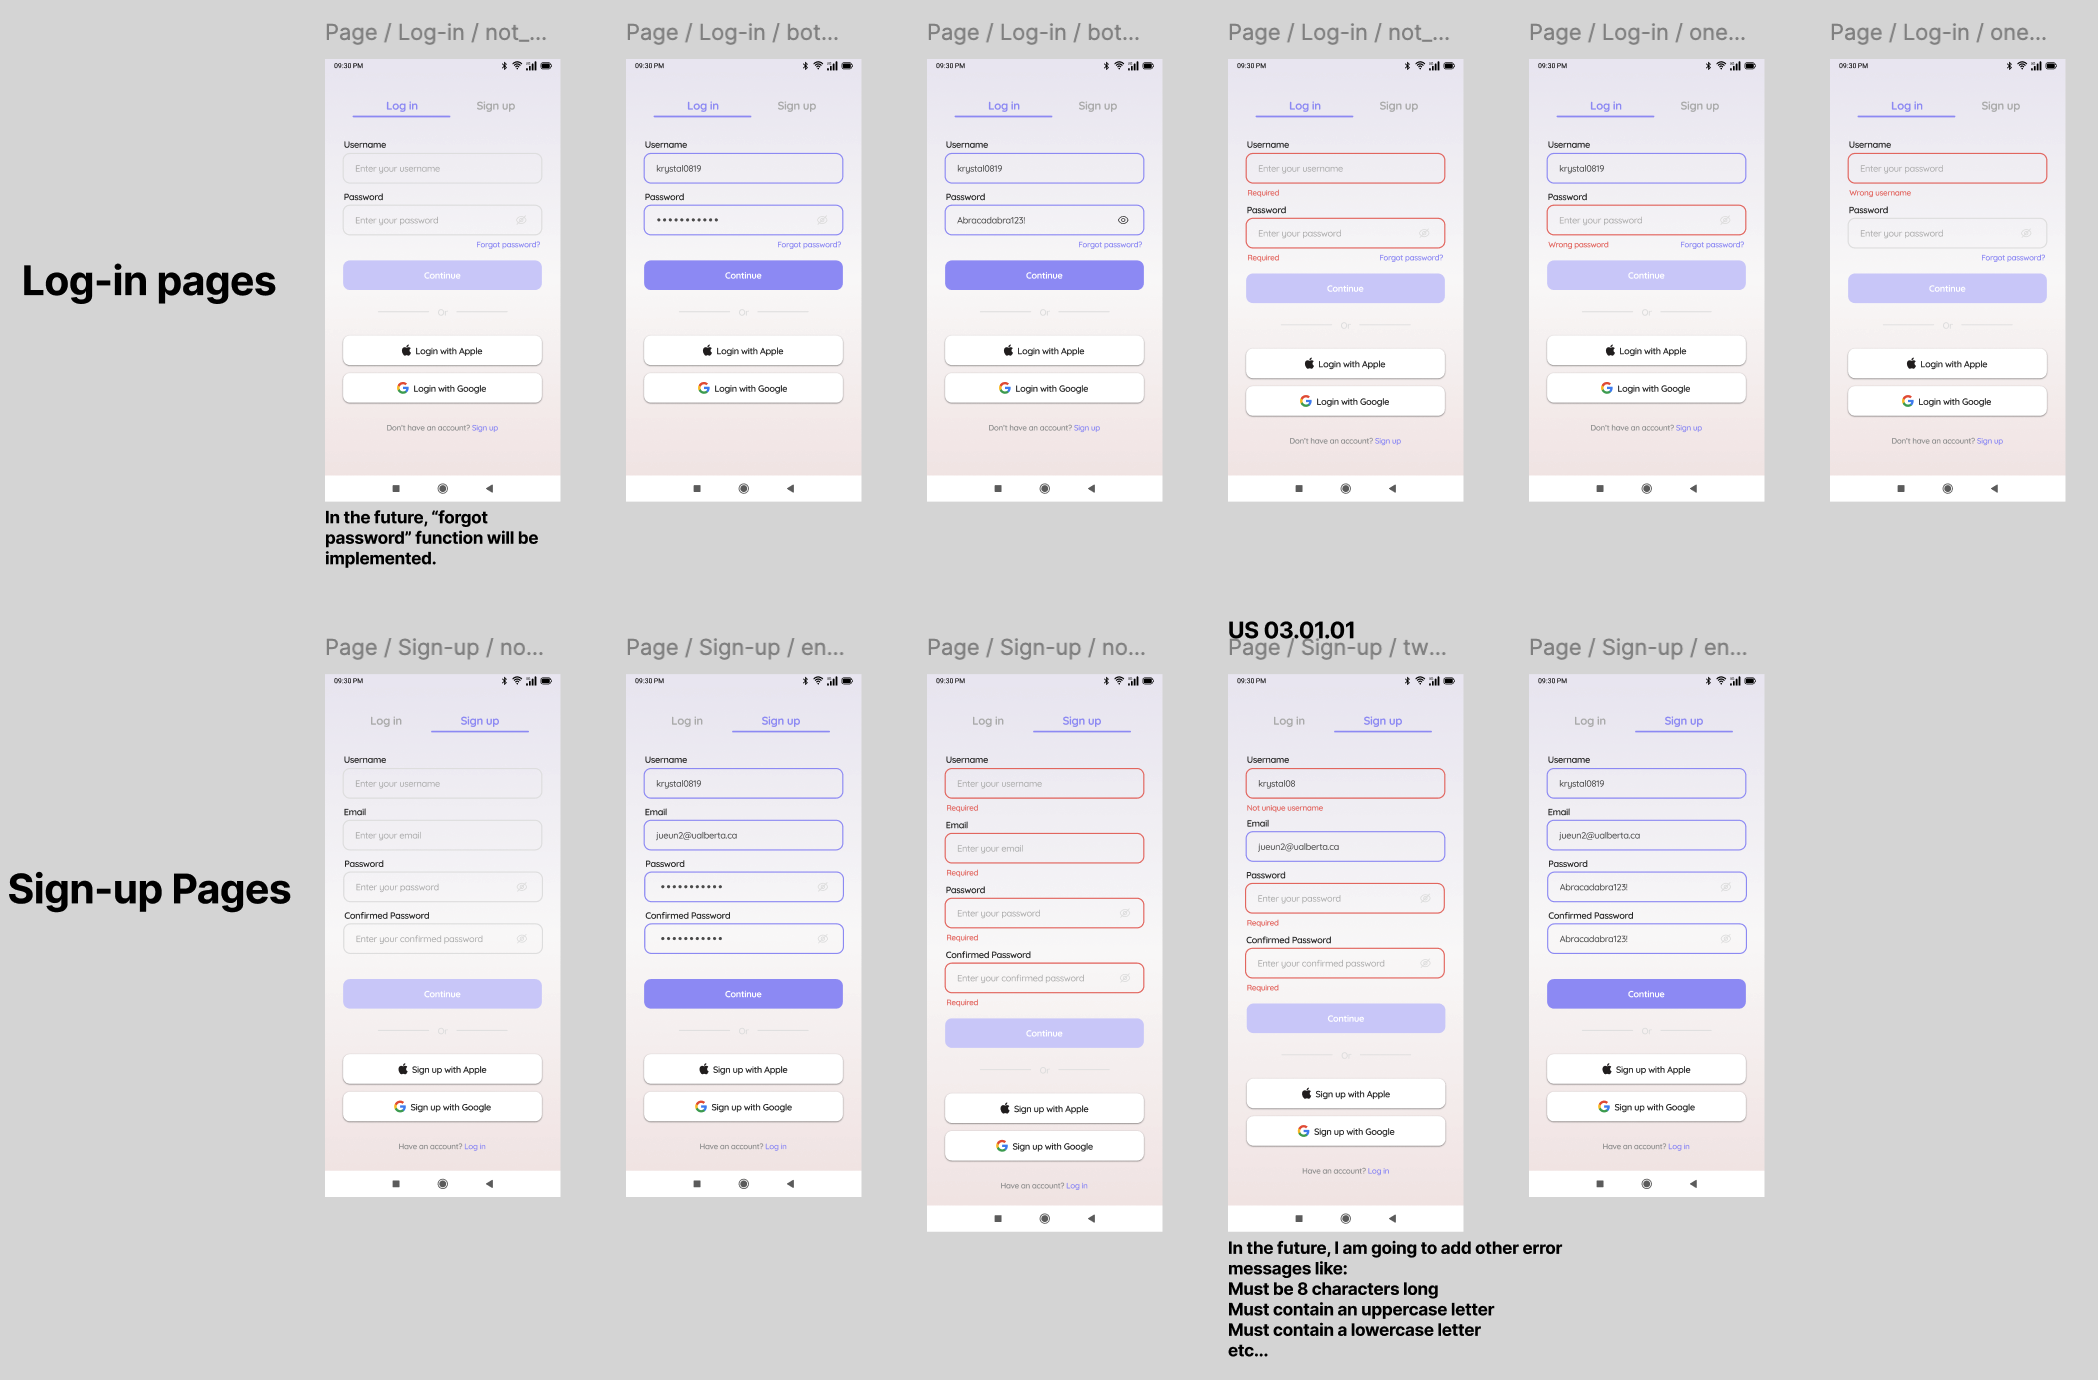 Page / Log-in / not_...
09:30 PM
Log in
Sign up
Username
Enter your username
Password
Enter your password
Forgot password?
Continue
Or
Login with Apple
Login with Google
Don't have an account? Sign up
In the future, “forgot
password” function will be
implemented.
Page / Log-in / bot...
09:30 PM
Log in
Sign up
Username
krystal0819
Password
•••••••••••
Forgot password?
Continue
Or
Login with Apple
Login with Google
Page / Log-in / bot...
09:30 PM
Log in
Sign up
Username
krystal0819
Password
Abracadabra123!
Forgot password?
Continue
Or
Login with Apple
Login with Google
Don't have an account? Sign up
Page / Log-in / not_...
09:30 PM
Log in
Sign up
Username
Enter your username
Required
Password
Enter your password
Required
Forgot password?
Continue
Or
Login with Apple
Login with Google
Don't have an account? Sign up
Page / Log-in / one...
09:30 PM
Log in
Sign up
Username
krystal0819
Password
Enter your password
Wrong password
Forgot password?
Continue
Or
Login with Apple
Login with Google
Don't have an account? Sign up
Page / Log-in / one...
09:30 PM
Log in
Sign up
Username
Enter your password
Wrong username
Password
Enter your password
Forgot password?
Continue
Or
Login with Apple
Login with Google
Don't have an account? Sign up
Log-in pages
Sign-up Pages
Page / Sign-up / no...
09:30 PM
Log in
Sign up
Username
Enter your username
Email
Enter your email
Password
Enter your password
Confirmed Password
Enter your confirmed password
Continue
Or
Sign up with Apple
Sign up with Google
Have an account? Log in
Page / Sign-up / en...
09:30 PM
Log in
Sign up
Username
krystal0819
Email
jueun2@ualberta.ca
Password
•••••••••••
Confirmed Password
•••••••••••
Continue
Or
Sign up with Apple
Sign up with Google
Have an account? Log in
Page / Sign-up / no...
09:30 PM
Log in
Sign up
Username
Enter your username
Required
Email
Enter your email
Required
Password
Enter your password
Required
Confirmed Password
Enter your confirmed password
Required
Continue
Or
Sign up with Apple
Sign up with Google
Have an account? Log in
US 03.01.01
Page / Sign-up / tw...
09:30 PM
Log in
Sign up
Username
krystal08
Not unique username
Email
jueun2@ualberta.ca
Password
Enter your password
Required
Confirmed Password
Enter your confirmed password
Required
Continue
Or
Sign up with Apple
Sign up with Google
Have an account? Log in
In the future, I am going to add other error
messages like:
Must be 8 characters long
Must contain an uppercase letter
Must contain a lowercase letter
etc...
Page / Sign-up / en...
09:30 PM
Log in
Sign up
Username
krystal0819
Email
jueun2@ualberta.ca
Password
Abracadabra123!
Confirmed Password
Abracadabra123!
Continue
Or
Sign up with Apple
Sign up with Google
Have an account? Log in